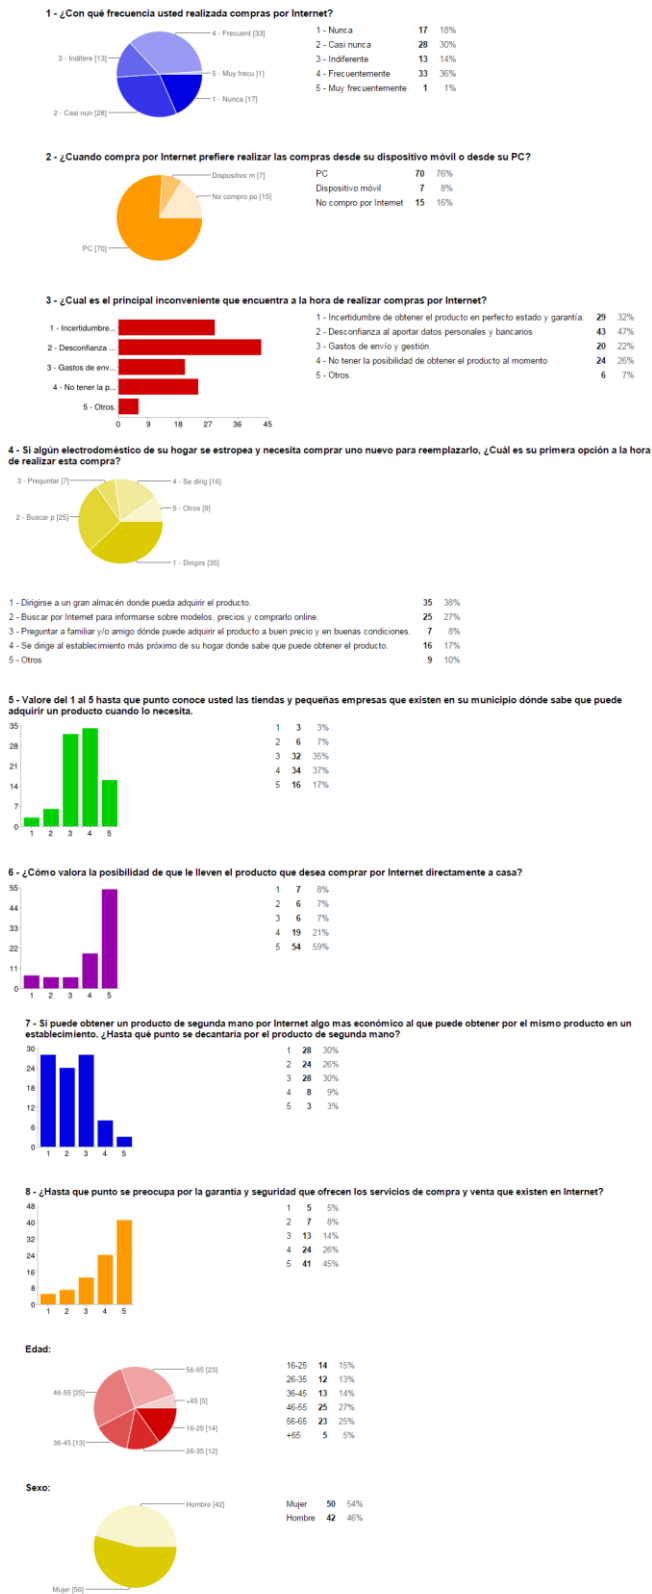 1 - ¿Con qué frecuencia usted realizada compras por Internet?
4 - Frecuent [33]
3 - Indifere [13]
5 - Muy frecu [1]
1 - Nunca [17]
2 - Casi nun [28]
1 - Nunca 17 18%
2 - Casi nunca 28 30%
3 - Indiferente 13 14%
4 - Frecuentemente 33 36%
5 - Muy frecuentemente 1 1%
2 - ¿Cuando compra por Internet prefiere realizar las compras desde su dispositivo móvil o desde su PC?
Dispositivo m [7]
No compro po [15]
PC [70]
PC 70 76%
Dispositivo móvil 7 8%
No compro por Internet 15 16%
3 - ¿Cual es el principal inconveniente que encuentra a la hora de realizar compras por Internet?
1 - Incertidumbre...
2 - Desconfianza ...
3 - Gastos de env...
4 - No tener la p...
5 - Otros.
0 9 18 27 36 45
1 - Incertidumbre de obtener el producto en perfecto estado y garantía. 29 32%
2 - Desconfianza al aportar datos personales y bancarios 43 47%
3 - Gastos de envío y gestión. 20 22%
4 - No tener la posibilidad de obtener el producto al momento 24 26%
5 - Otros. 6 7%
4 - Si algún electrodoméstico de su hogar se estropea y necesita comprar uno nuevo para reemplazarlo, ¿Cuál es su primera opción a la hora
de realizar esta compra?
3 - Preguntar [7]
4 - Se dirig [16]
5 - Otros [9]
2 - Buscar p [25]
1 - Dirigirs [35]
1 - Dirigirse a un gran almacén donde pueda adquirir el producto. 35 38%
2 - Buscar por Internet para informarse sobre modelos, precios y comprarlo online. 25 27%
3 - Preguntar a familiar y/o amigo dónde puede adquirir el producto a buen precio y en buenas condiciones. 7 8%
4 - Se dirige al establecimiento más próximo de su hogar donde sabe que puede obtener el producto. 16 17%
5 - Otros 9 10%
5 - Valore del 1 al 5 hasta que punto conoce usted las tiendas y pequeñas empresas que existen en su municipio dónde sabe que puede
adquirir un producto cuando lo necesita.
35
28
21
14
7
0
1 2 3 4 5
1 3 3%
2 6 7%
3 32 35%
4 34 37%
5 16 17%
6 - ¿Cómo valora la posibilidad de que le lleven el producto que desea comprar por Internet directamente a casa?
55
44
33
22
11
0
1 2 3 4 5
1 7 8%
2 6 7%
3 6 7%
4 19 21%
5 54 59%
7 - Si puede obtener un producto de segunda mano por Internet algo mas económico al que puede obtener por el mismo producto en un
establecimiento. ¿Hasta qué punto se decantaría por el producto de segunda mano?
30
24
18
12
6
0
1 2 3 4 5
1 28 30%
2 24 26%
3 28 30%
4 8 9%
5 3 3%
8 - ¿Hasta que punto se preocupa por la garantía y seguridad que ofrecen los servicios de compra y venta que existen en Internet?
48
40
32
24
16
8
0
1 2 3 4 5
1 5 5%
2 7 8%
3 13 14%
4 24 26%
5 41 45%
Edad:
56-65 [23]
46-55 [25]
+65 [5]
16-25 [14]
36-45 [13]
26-35 [12]
16-25 14 15%
26-35 12 13%
36-45 13 14%
46-55 25 27%
56-65 23 25%
+65 5 5%
Sexo:
Hombre [42]
Mujer [50]
Mujer 50 54%
Hombre 42 46%